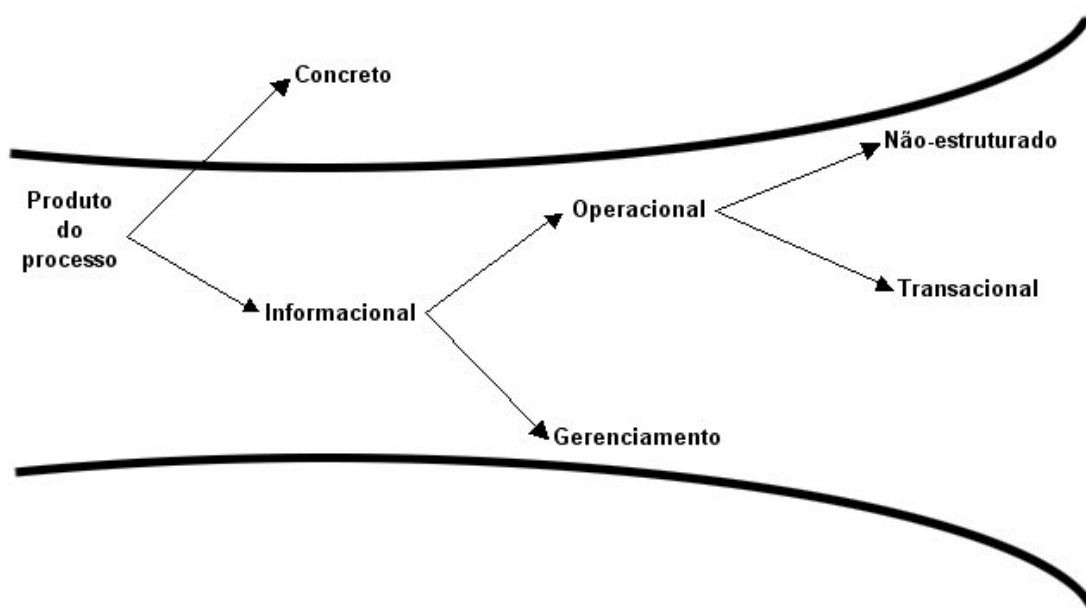 Concreto
Não-estruturado
Produto
do
processo
Operacional
Transacional
Informacional
Gerenciamento